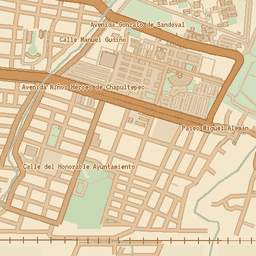 Avenida Gonzalo de Sandoval
Calle Manuel Gudiño
Avenida Niños Héroes de Chapultepec
Paseo Miguel Alemán
Calle del Honorable Ayuntamiento